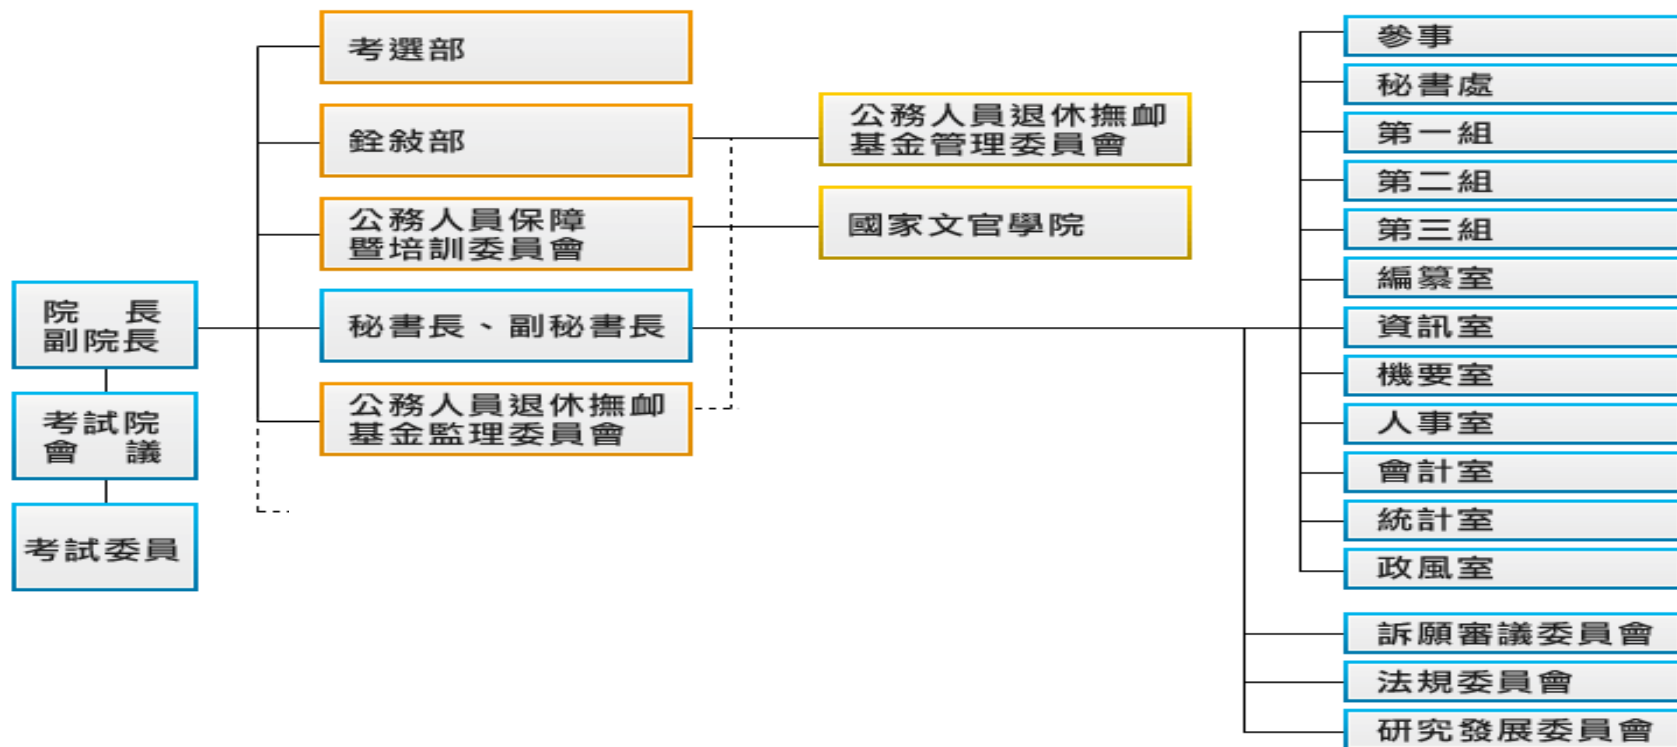 院 長
副院長
考試院
會 議
考試委員
考選部
銓敍部
公務人員保障
暨培訓委員會
秘書長、副秘書長
公務人員退休撫卹
基金監理委員會
公務人員退休撫卹
基金管理委員會
國家文官學院
參事
秘書處
第一組
第二組
第三組
編纂室
資訊室
機要室
人事室
會計室
統計室
政風室
訴願審議委員會
法規委員會
研究發展委員會